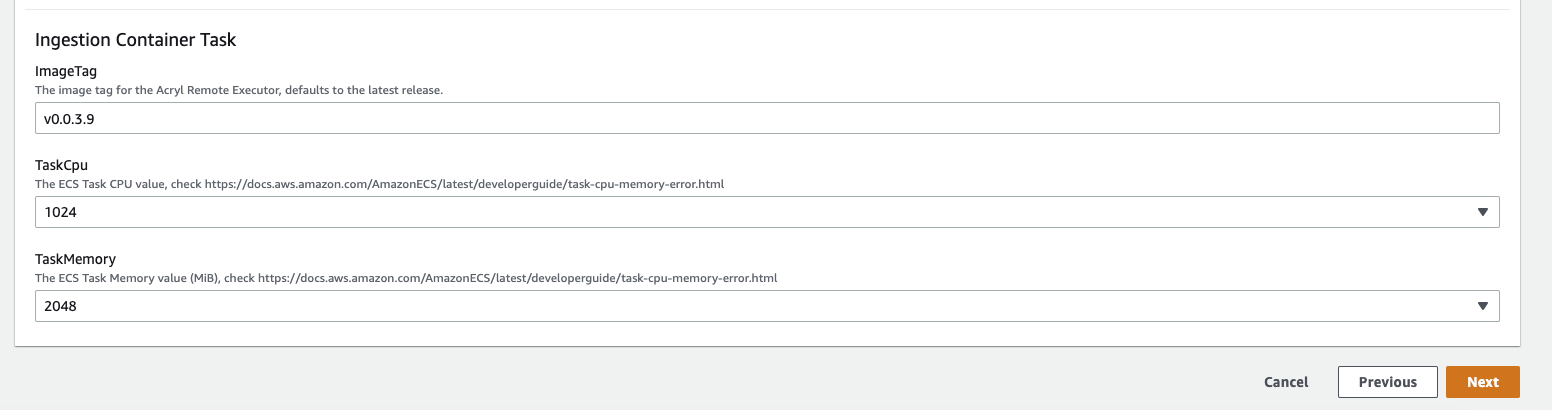 Ingestion Container Task
ImageTag
The image tag for the Acryl Remote Executor, defaults to the latest release.
v0.0.3.9
TaskCpu
The ECS Task CPU value, check https://docs.aws.amazon.com/AmazonECS/latest/developerguide/task-cpu-memory-error.html
1024
TaskMemory
The ECS Task Memory value (MiB), check https://docs.aws.amazon.com/AmazonECS/latest/developerguide/task-cpu-memory-error.html
2048
Cancel Previous Next